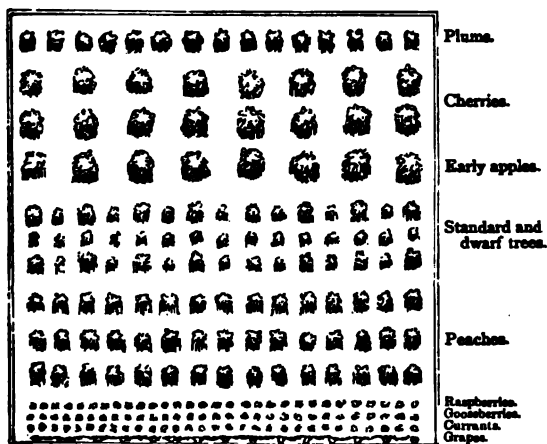 Plums.
Cherries.
Early apples.
Standard and
dwarf trees.
Peaches.
Raspberries.
Gooseberries.
Currants.
Grapes.